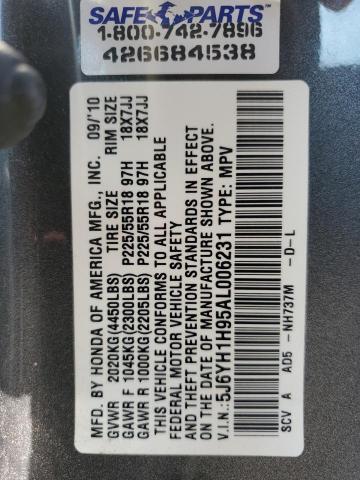 SAFE PARTS
1-800-742-7896
426684538
MFD. BY HONDA OF AMERICA MFG., INC. 09/'10
GVWR 2020KG(4450LBS) TIRE SIZE RIM SIZE
GAWR F 1045KG(2300LBS) P225/55R18 97H 18X7JJ
GAWR R 1000KG(2205LBS) P225/55R18 97H 18X7JJ
THIS VEHICLE CONFORMS TO ALL APPLICABLE
FEDERAL MOTOR VEHICLE SAFETY
AND THEFT PREVENTION STANDARDS IN EFFECT
ON THE DATE OF MANUFACTURE SHOWN ABOVE.
V.I.N.: 5J6YH1H95AL006231 TYPE: MPV
SCV A AD5 -NH737M -D-L